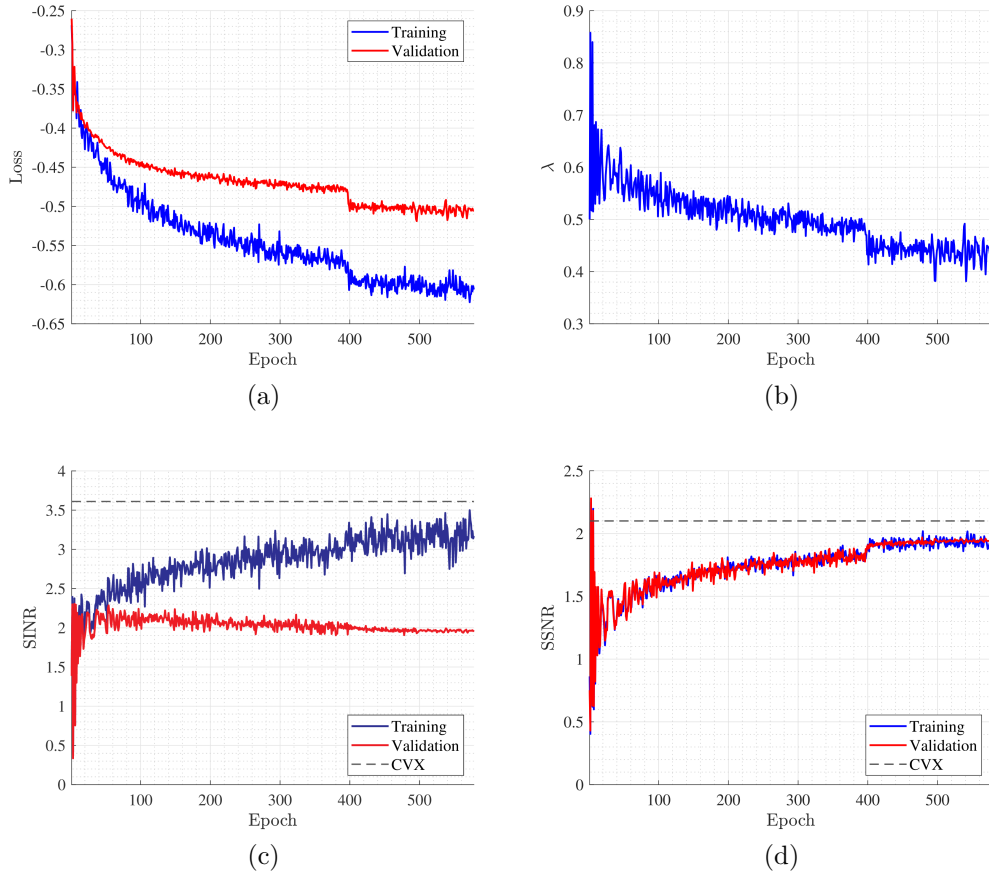 -0.25
-0.3
-0.35
-0.4
-0.45
-0.5
-0.55
-0.6
-0.65
Loss
Training
Validation
100 200 300 400 500
Epoch
(a)
0.9
0.8
0.7
0.6
0.5
0.4
0.3
λ
100 200 300 400 500
Epoch
(b)
4
3.5
3
2.5
2
1.5
1
0.5
0
SINR
Training
Validation
CVX
100 200 300 400 500
Epoch
(c)
2.5
2
1.5
1
0.5
0
SSNR
Training
Validation
CVX
100 200 300 400 500
Epoch
(d)